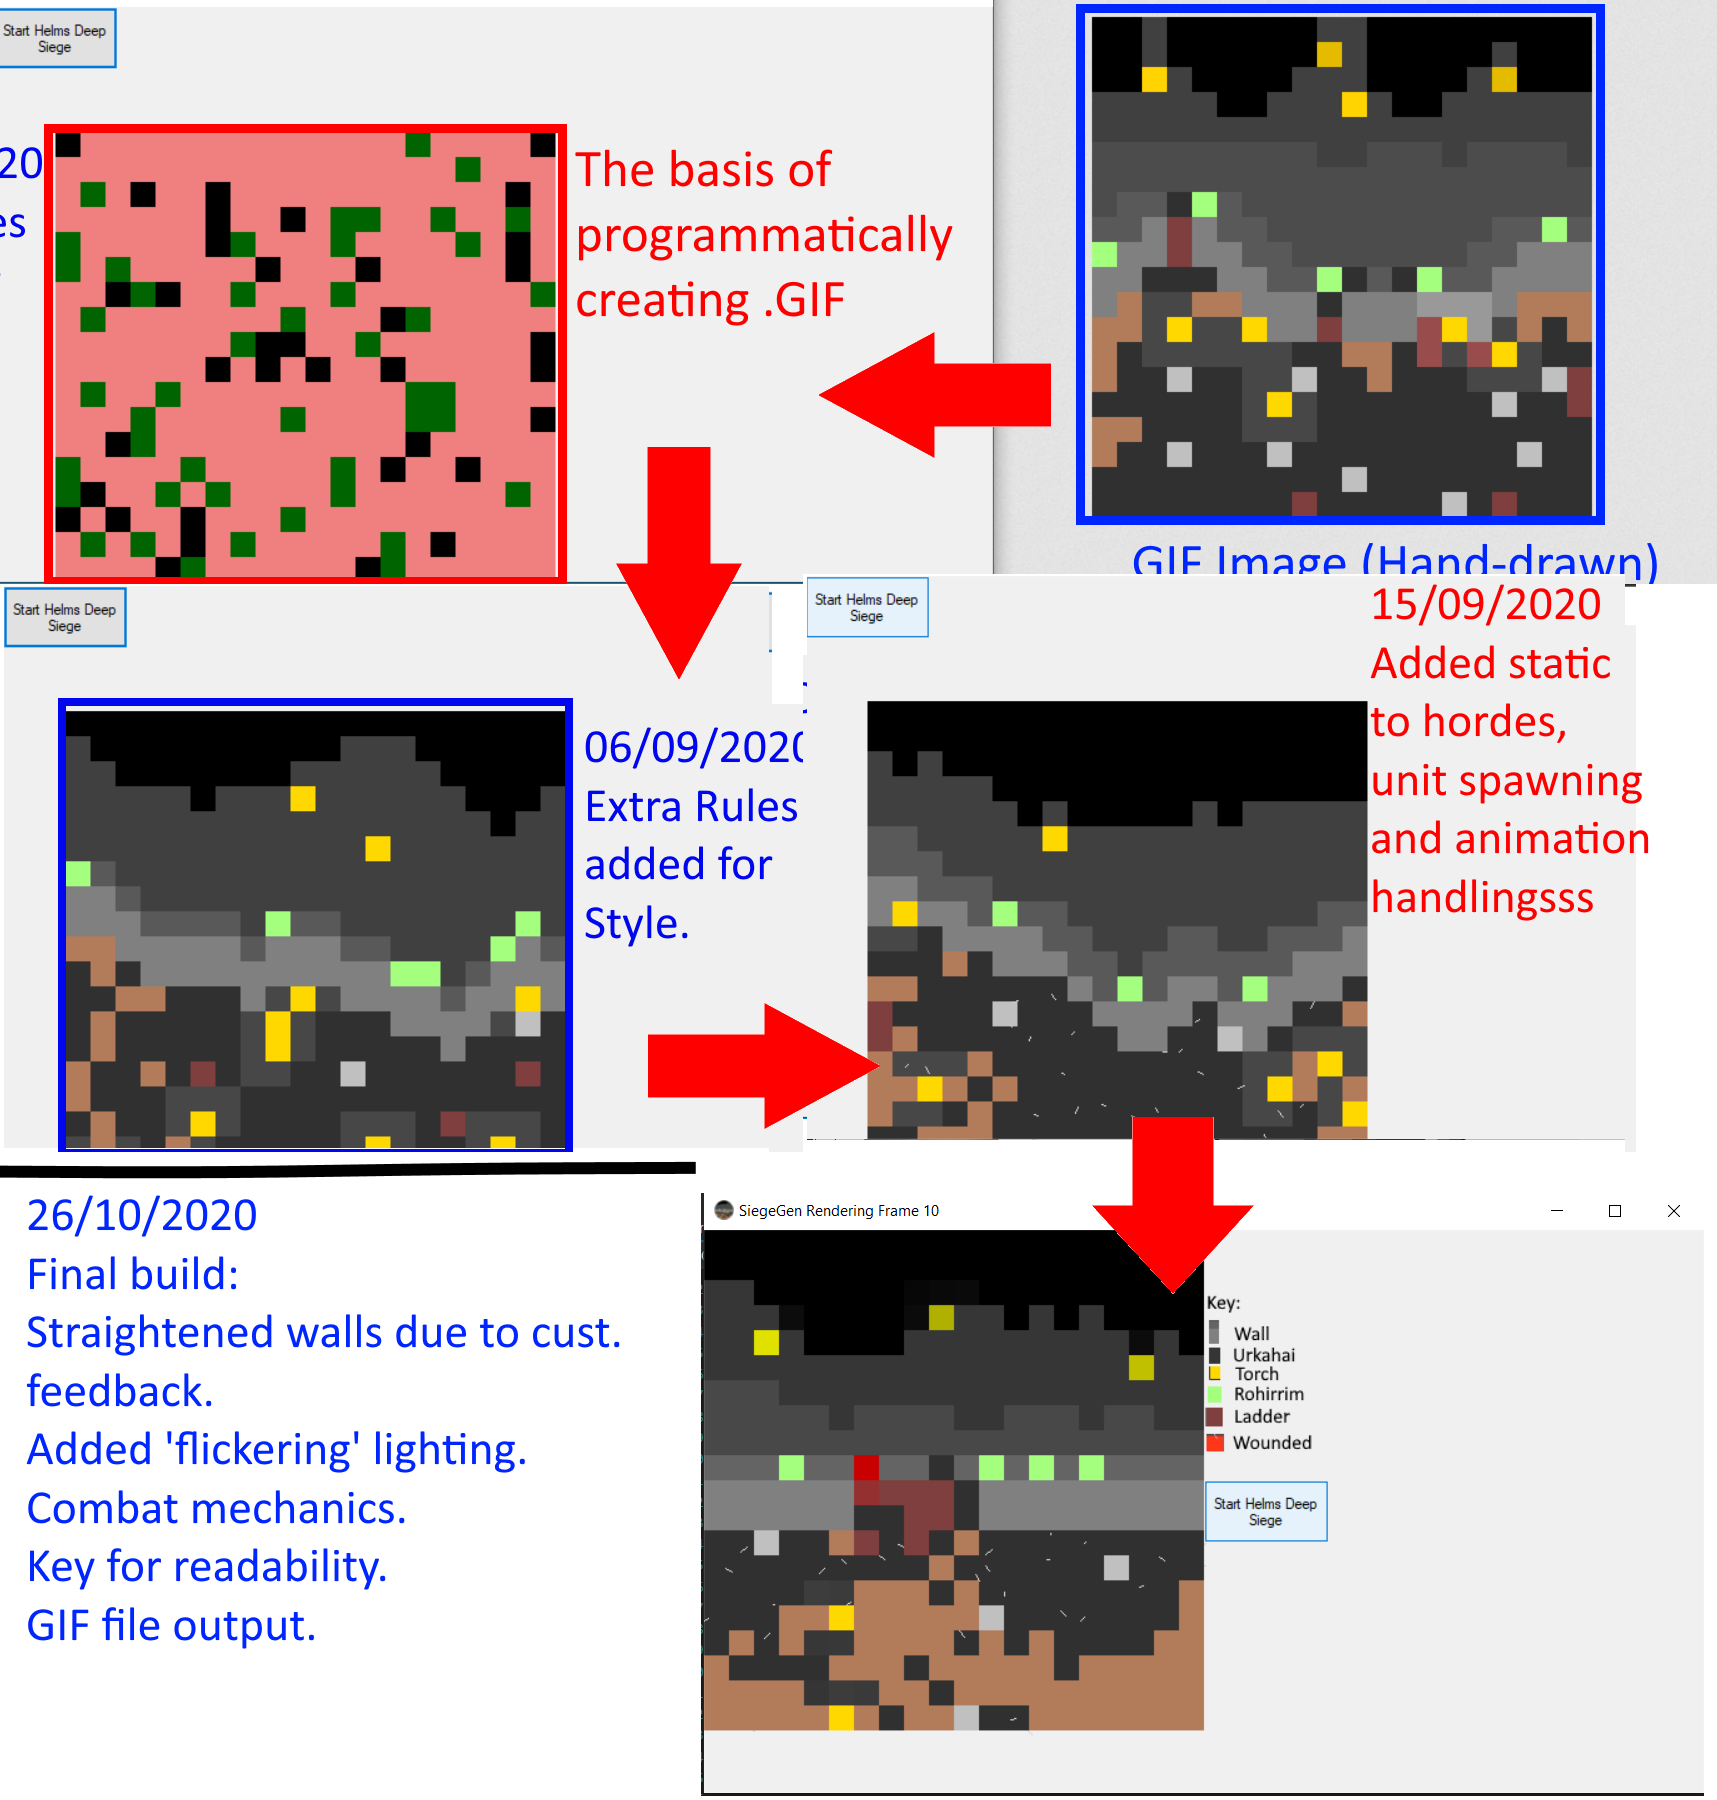 Start Helms Deep
Siege
20
es
The basis of
programmatically
creating .GIF
GIF Image (Hand-drawn)
Start Helms Deep
Siege
06/09/2020
Extra Rules
added for
Style.
Start Helms Deep
Siege
15/09/2020
Added static
to hordes,
unit spawning
and animation
handlingsss
26/10/2020
Final build:
Straightened walls due to cust.
feedback.
Added 'flickering' lighting.
Combat mechanics.
Key for readability.
GIF file output.
SiegeGen Rendering Frame 10
Key:
Wall
Urkahai
Torch
Rohirrim
Ladder
Wounded
Start Helms Deep
Siege